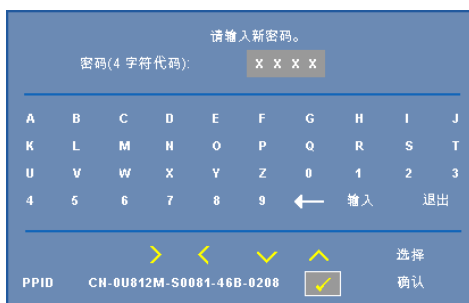 请输入新密码。
密码(4 字符代码): X X X X
A B C D E F G H I J
K L M N O P Q R S T
U V W X Y Z 0 1 2 3
4 5 6 7 8 9 ← 输入 退出
选择
PPID CN-0U812M-S0081-46B-0208 ✓ 确认